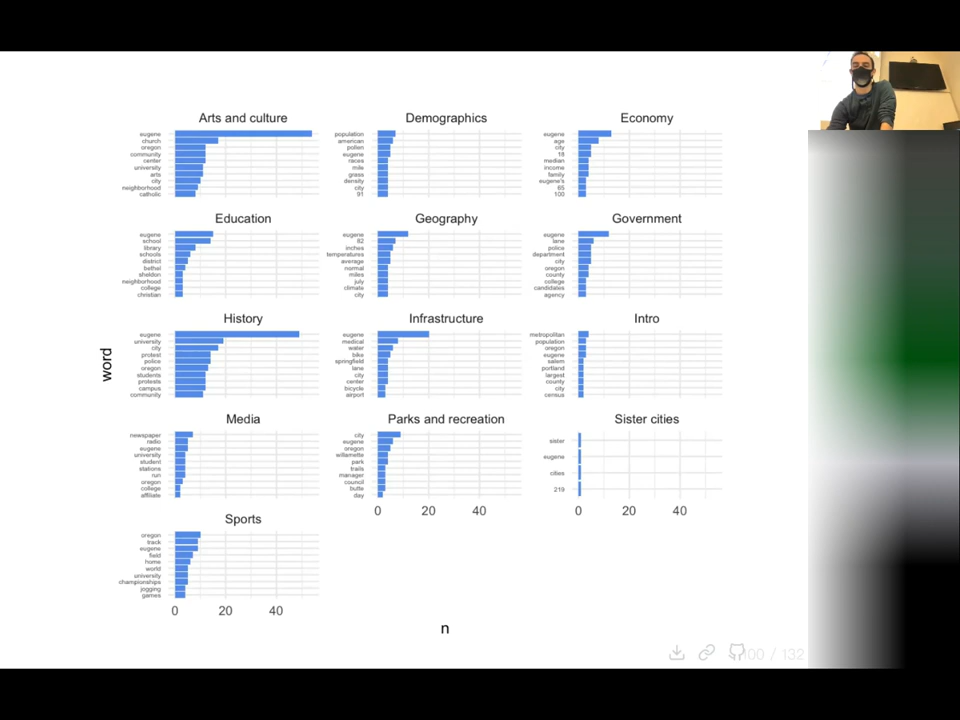 Arts and culture
eugene
church
oregon
community
center
university
arts
city
neighborhood
catholic
Demographics
population
american
pollen
eugene
races
mile
grass
density
city
91
Economy
eugene
age
city
18
median
income
family
eugene's
65
100
Education
eugene
school
library
schools
district
bethel
sheldon
neighborhood
college
christian
Geography
eugene
82
inches
temperatures
average
normal
miles
july
climate
city
Government
eugene
lane
police
department
city
oregon
county
college
candidates
agency
History
eugene
university
city
protest
police
oregon
students
protests
campus
community
Infrastructure
eugene
medical
water
bike
springfield
lane
city
center
bicycle
airport
Intro
metropolitan
population
oregon
eugene
salem
portland
largest
county
city
census
word
Media
newspaper
radio
eugene
university
student
stations
run
oregon
college
affiliate
Parks and recreation
city
eugene
oregon
willamette
park
trails
manager
council
butte
day
0 20 40
Sister cities
sister
eugene
cities
219
0 20 40
Sports
oregon
track
eugene
field
home
world
university
championships
jogging
games
0 20 40
n
100 / 132